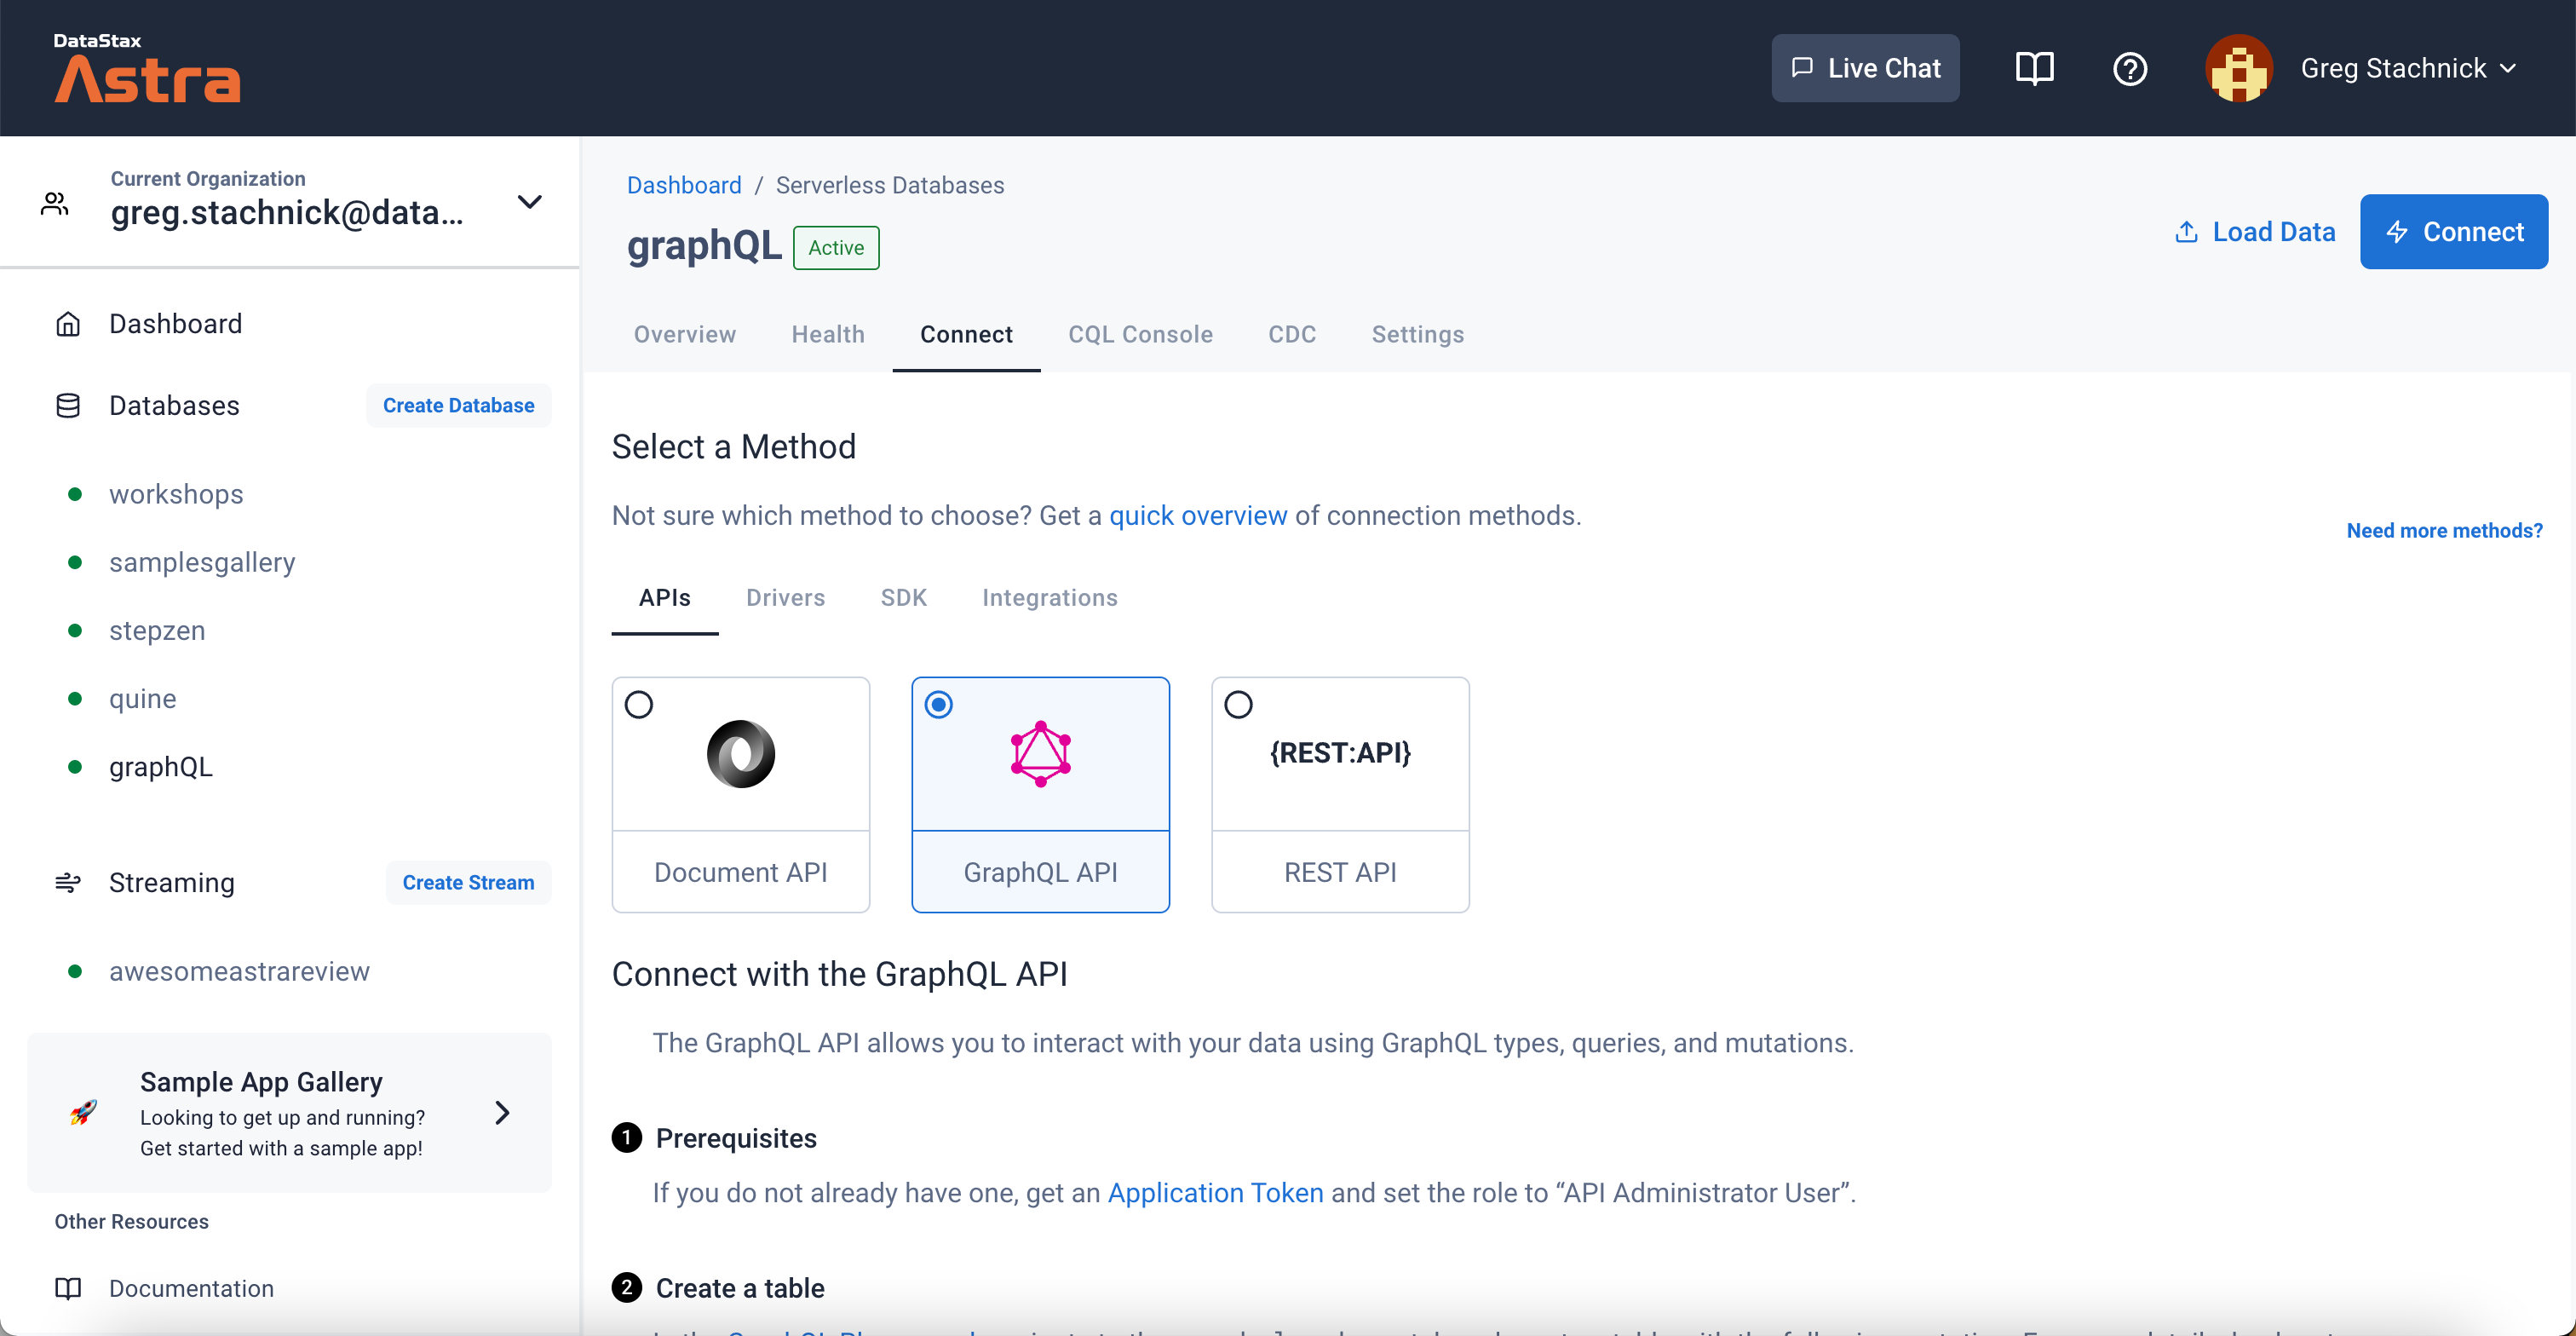 DataStax
Astra
Live Chat
Greg Stachnick
Current Organization
greg.stachnick@data...
Dashboard
Databases
Create Database
workshops
samplesgallery
stepzen
quine
graphQL
Streaming
Create Stream
awesomeastrareview
Sample App Gallery
Looking to get up and running?
Get started with a sample app!
Other Resources
Documentation
Dashboard / Serverless Databases
graphQL Active
Load Data
Connect
Overview Health Connect CQL Console CDC Settings
Select a Method
Not sure which method to choose? Get a quick overview of connection methods.
Need more methods?
APIs Drivers SDK Integrations
{REST:API}
Document API GraphQL API REST API
Connect with the GraphQL API
The GraphQL API allows you to interact with your data using GraphQL types, queries, and mutations.
1 Prerequisites
If you do not already have one, get an Application Token and set the role to “API Administrator User”.
2 Create a table